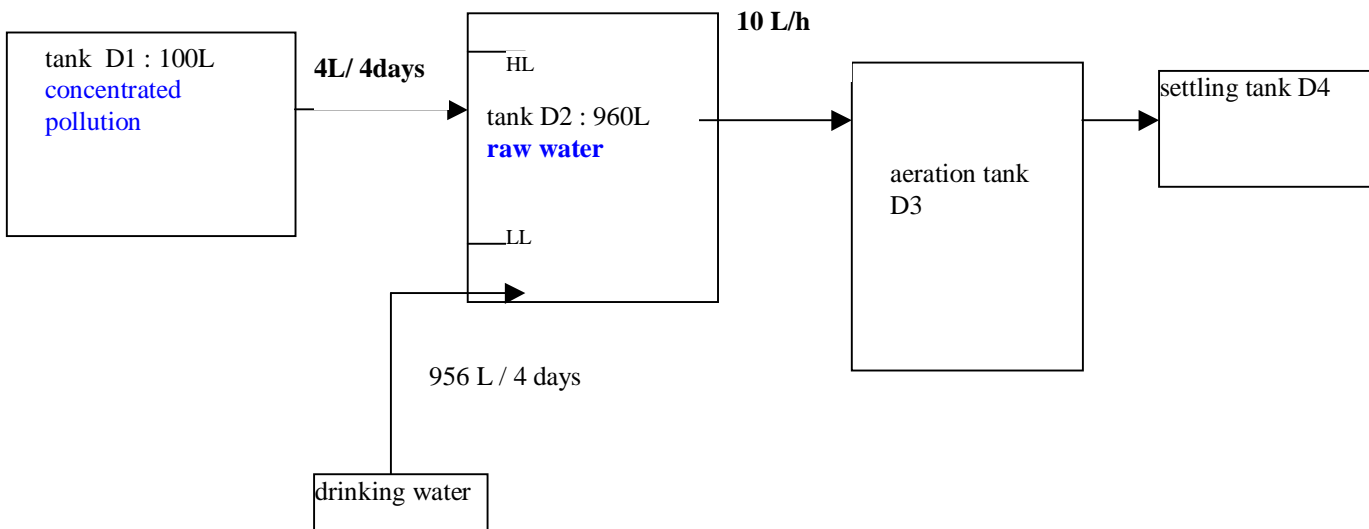 tank D1 : 100L
concentrated
pollution
4L/ 4days
HL
tank D2 : 960L
raw water
LL
10 L/h
aeration tank
D3
settling tank D4
956 L / 4 days
drinking water